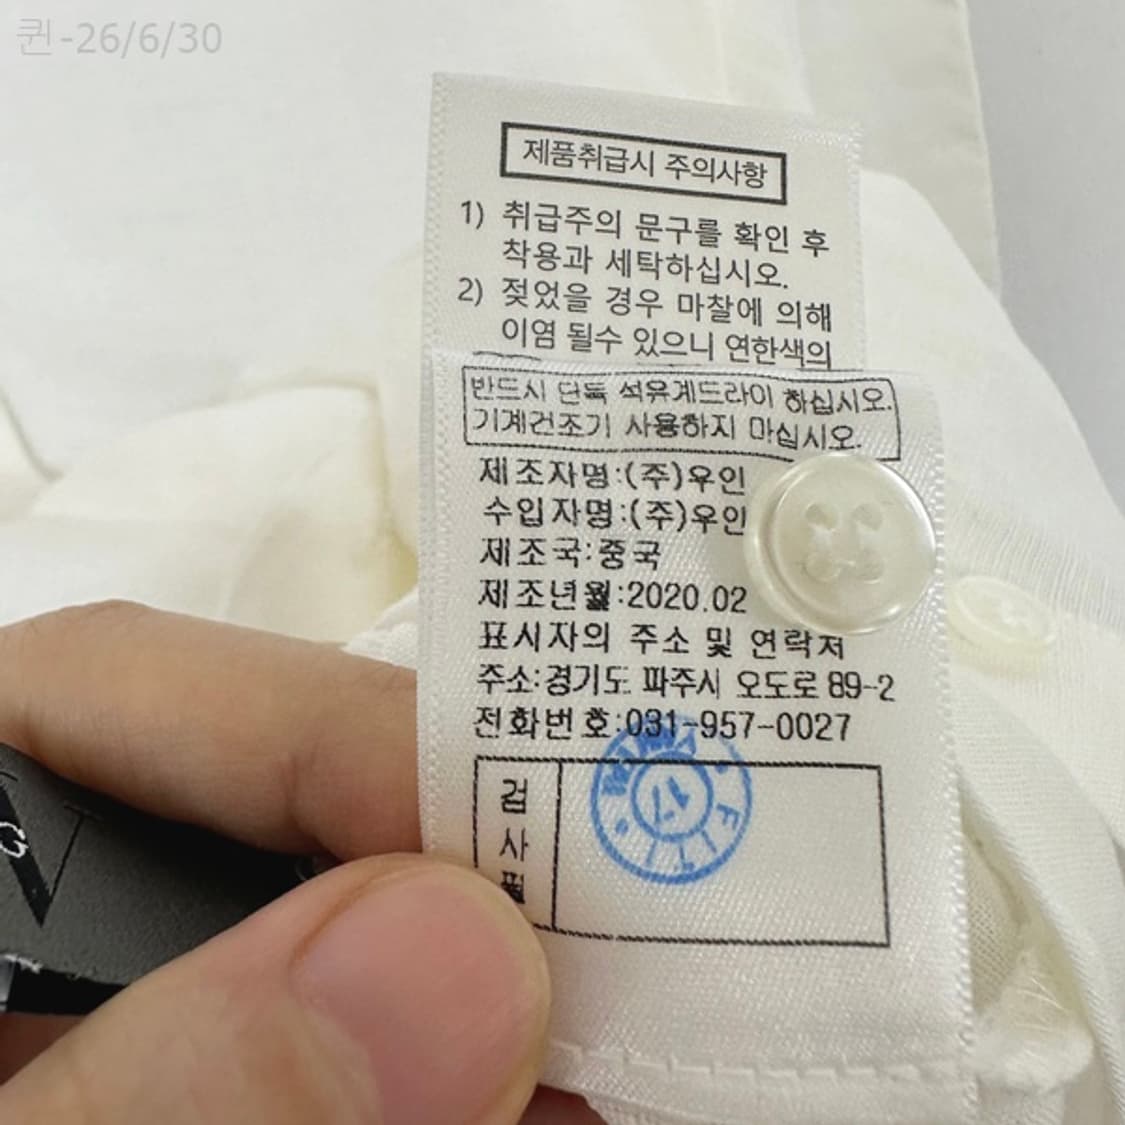 퀸-26/6/30
제품취급시 주의사항
1) 취급주의 문구를 확인 후
착용과 세탁하십시오.
2) 젖었을 경우 마찰에 의해
이염 될수 있으니 연한색의
반드시 단독 석유계드라이 하십시오.
기계건조기 사용하지 마십시오.
제조자명:(주)우인
수입자명:(주)우인
제조국:중국
제조년월:2020.02
표시자의 주소 및 연락처
주소:경기도 파주시 오도로 89-2
전화번호:031-957-0027
검
사
필